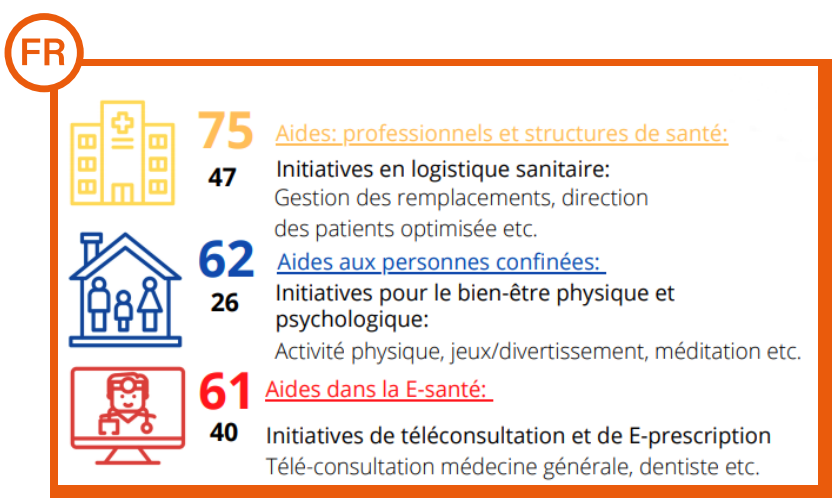 FR
75 Aides: professionnels et structures de santé:
47 Initiatives en logistique sanitaire:
Gestion des remplacements, direction
des patients optimisée etc.
62 Aides aux personnes confinées:
26 Initiatives pour le bien-être physique et
psychologique:
Activité physique, jeux/divertissement, méditation etc.
61 Aides dans la E-santé:
40 Initiatives de téléconsultation et de E-prescription
Télé-consultation médecine générale, dentiste etc.